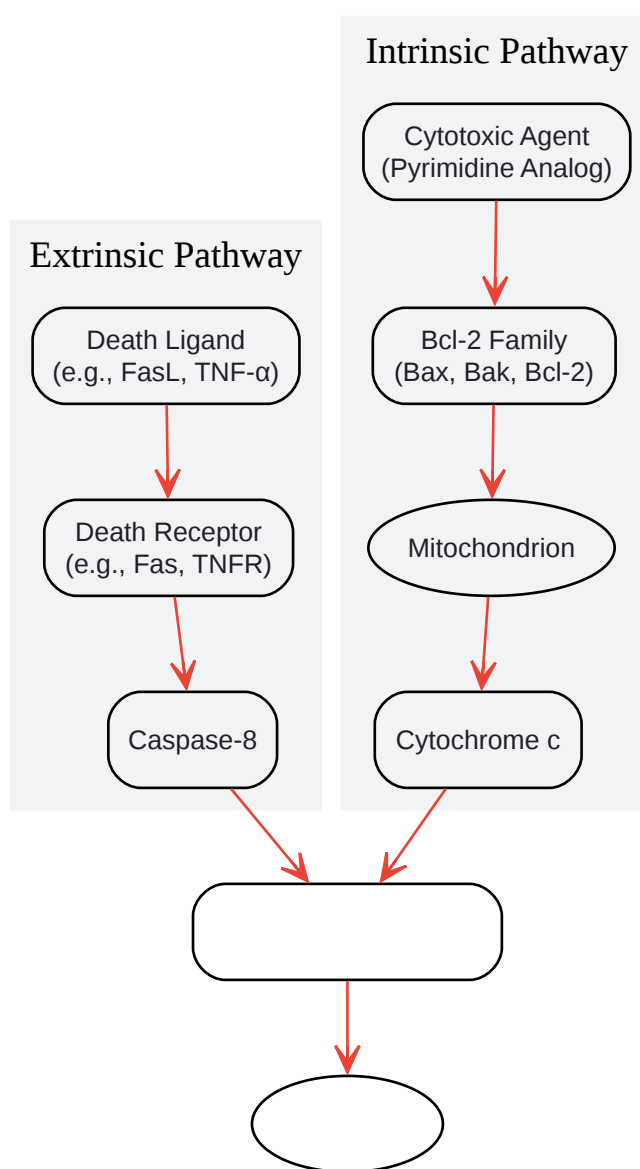 Intrinsic Pathway
Cytotoxic Agent
(Pyrimidine Analog)
Extrinsic Pathway
Death Ligand
(e.g., FasL, TNF-α)
Bcl-2 Family
(Bax, Bak, Bcl-2)
Death Receptor
(e.g., Fas, TNFR)
Mitochondrion
Caspase-8
Cytochrome c